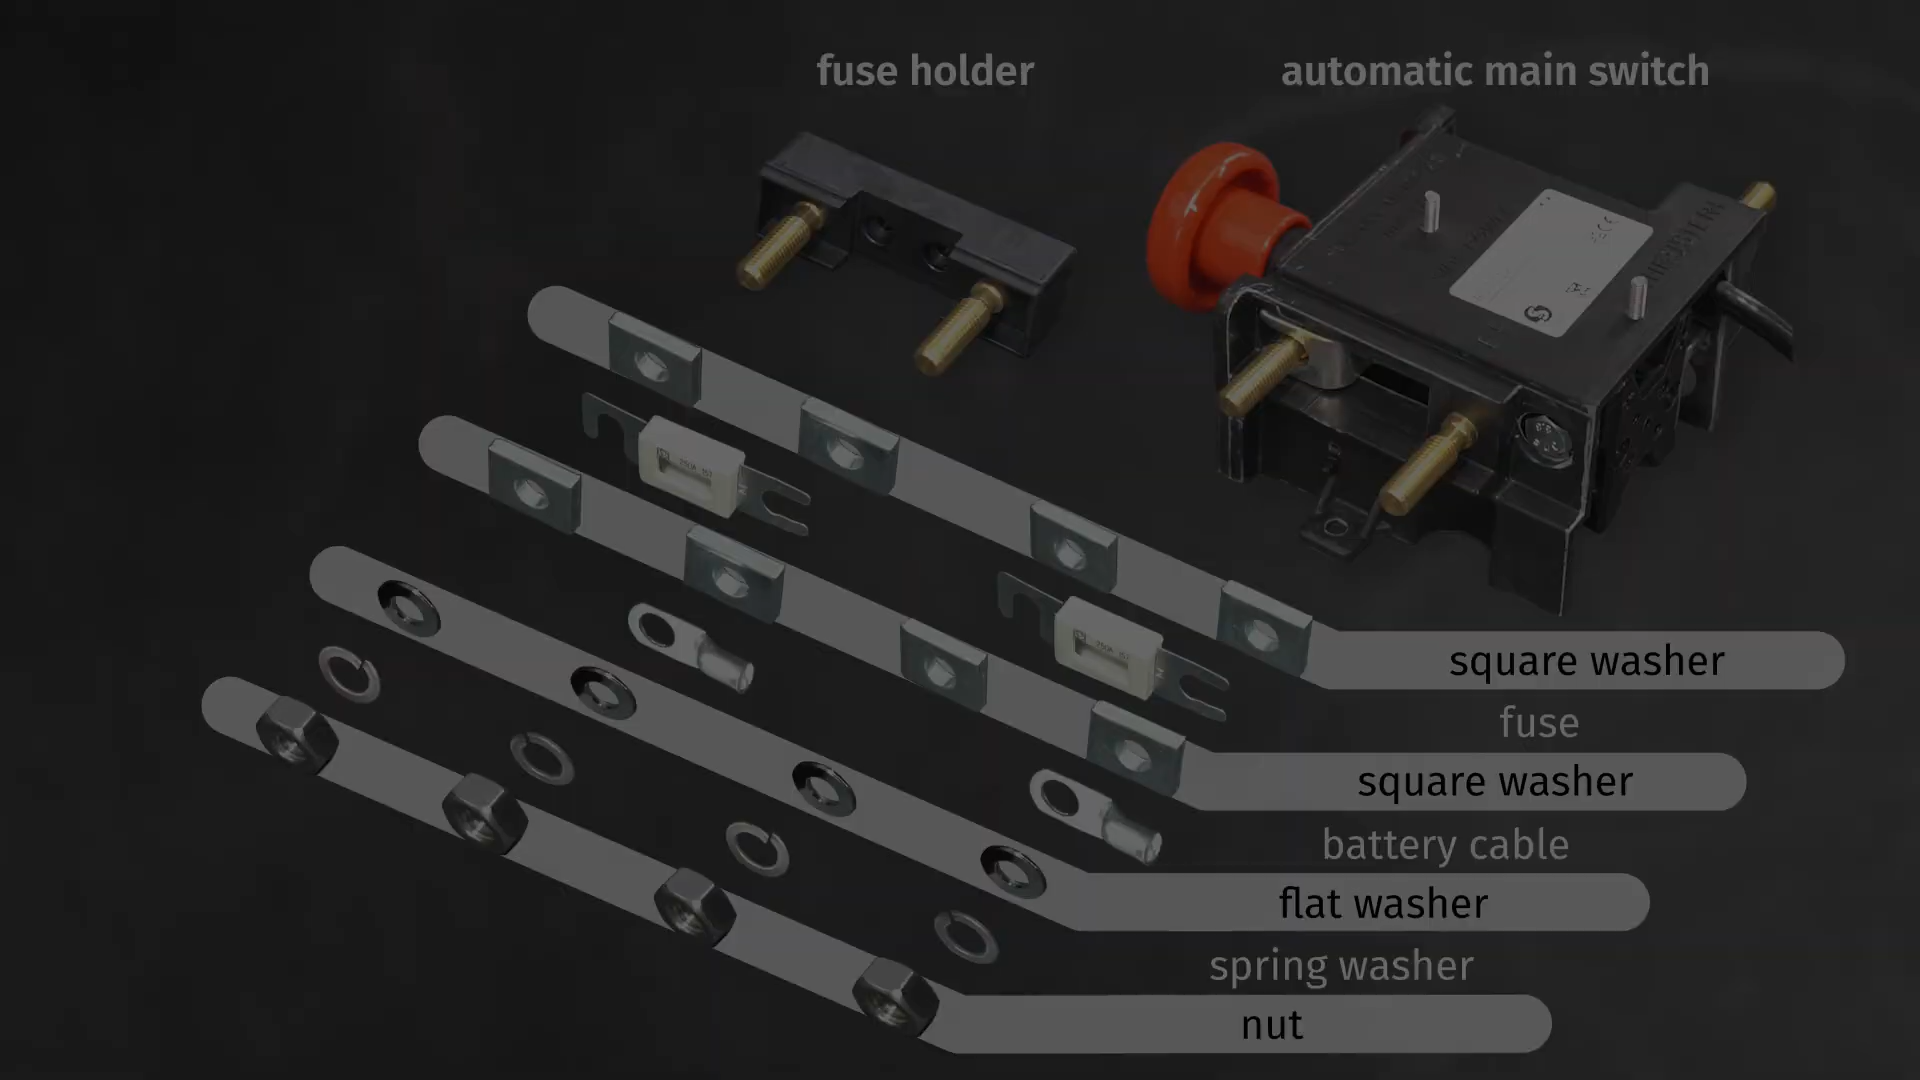 fuse holder
automatic main switch
square washer
fuse
square washer
battery cable
flat washer
spring washer
nut